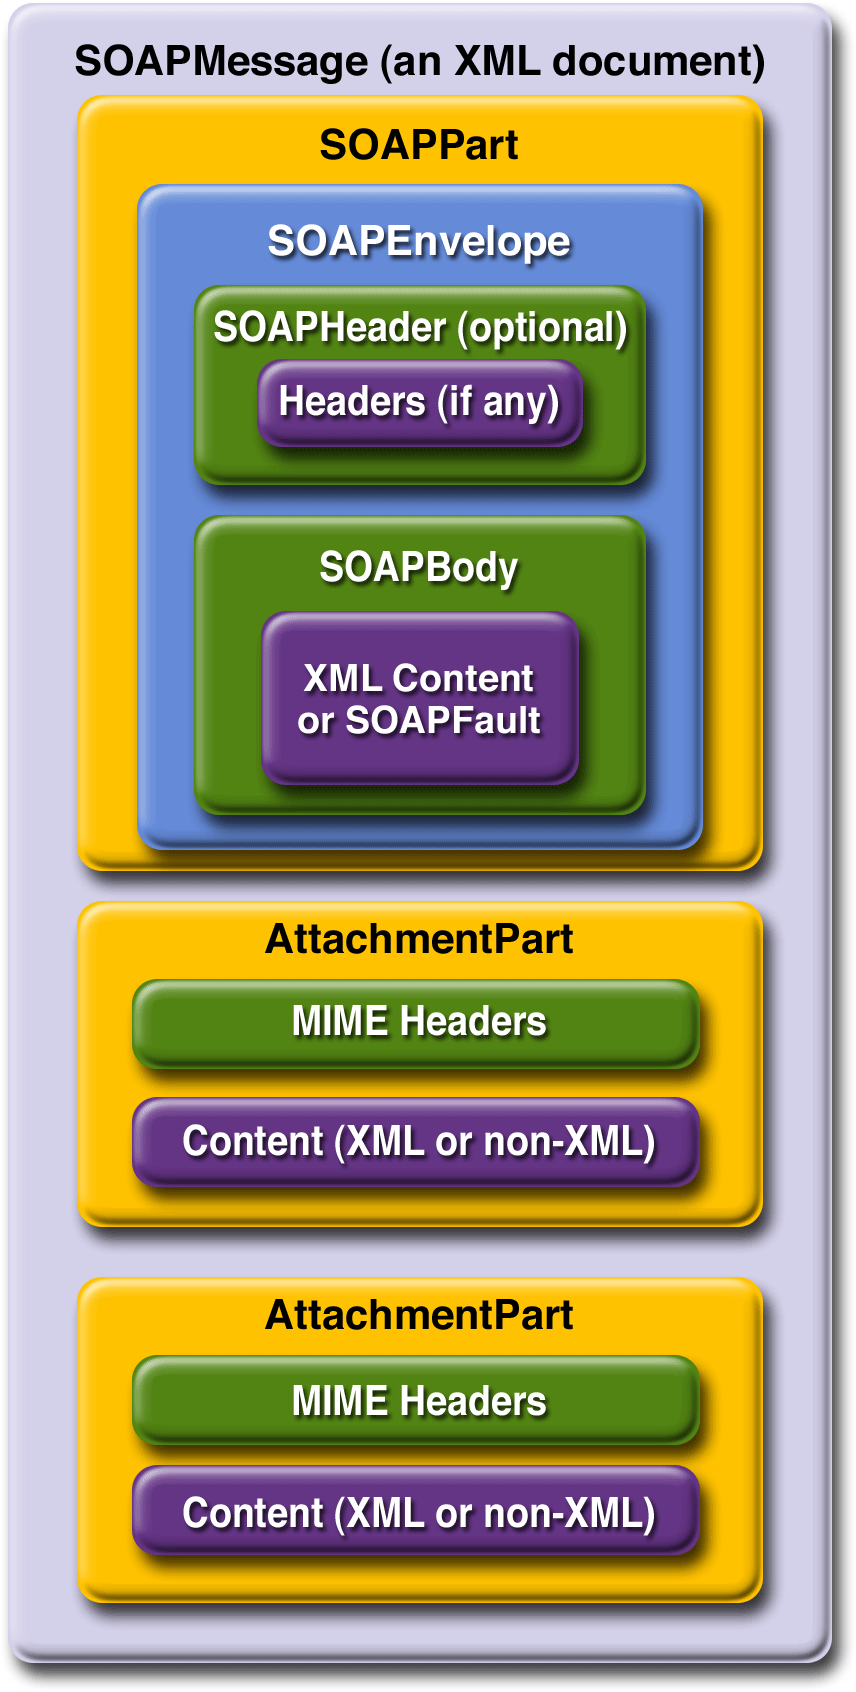 SOAPMessage (an XML document)
SOAPPart
SOAPEnvelope
SOAPHeader (optional)
Headers (if any)
SOAPBody
XML Content
or SOAPFault
AttachmentPart
MIME Headers
Content (XML or non-XML)
AttachmentPart
MIME Headers
Content (XML or non-XML)